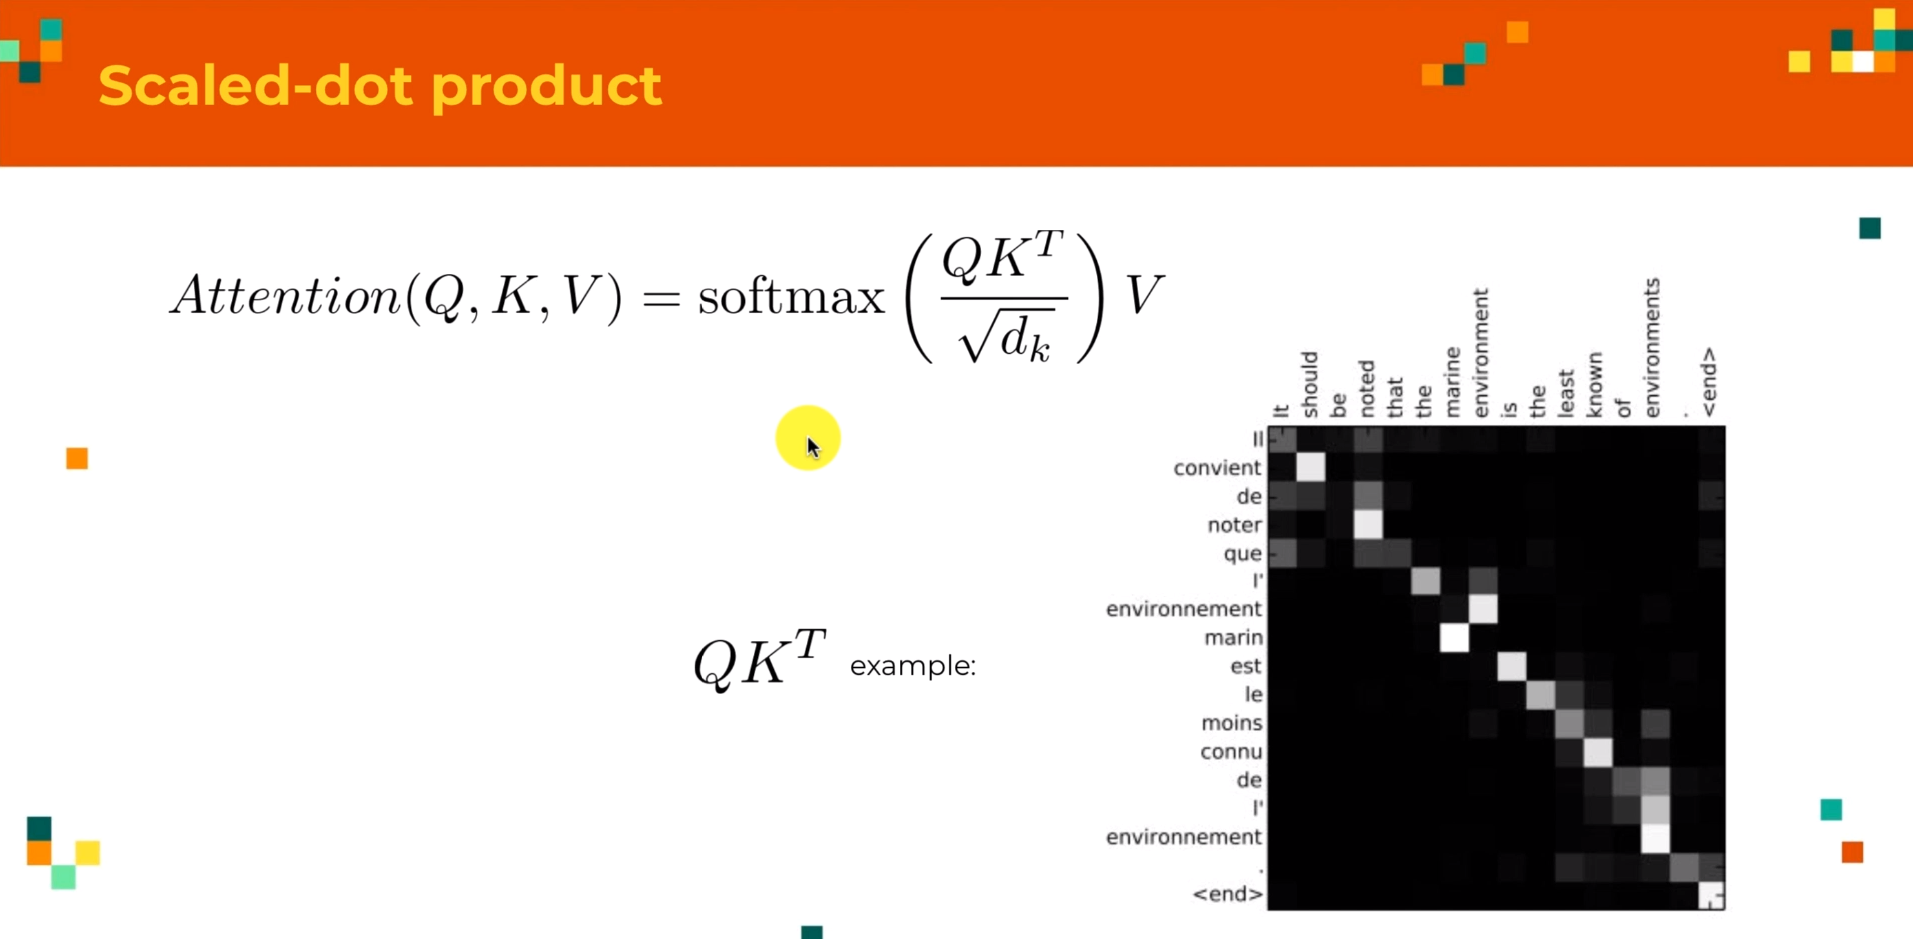 Scaled-dot product
Attention(Q, K, V) = softmax(QK^T / √d_k) V
QK^T example:
It
should
be
noted
that
the
marine
environment
is
the
least
known
of
environments
.
<end>
Il
convient
de
noter
que
l'
environnement
marin
est
le
moins
connu
de
l'
environnement
.
<end>